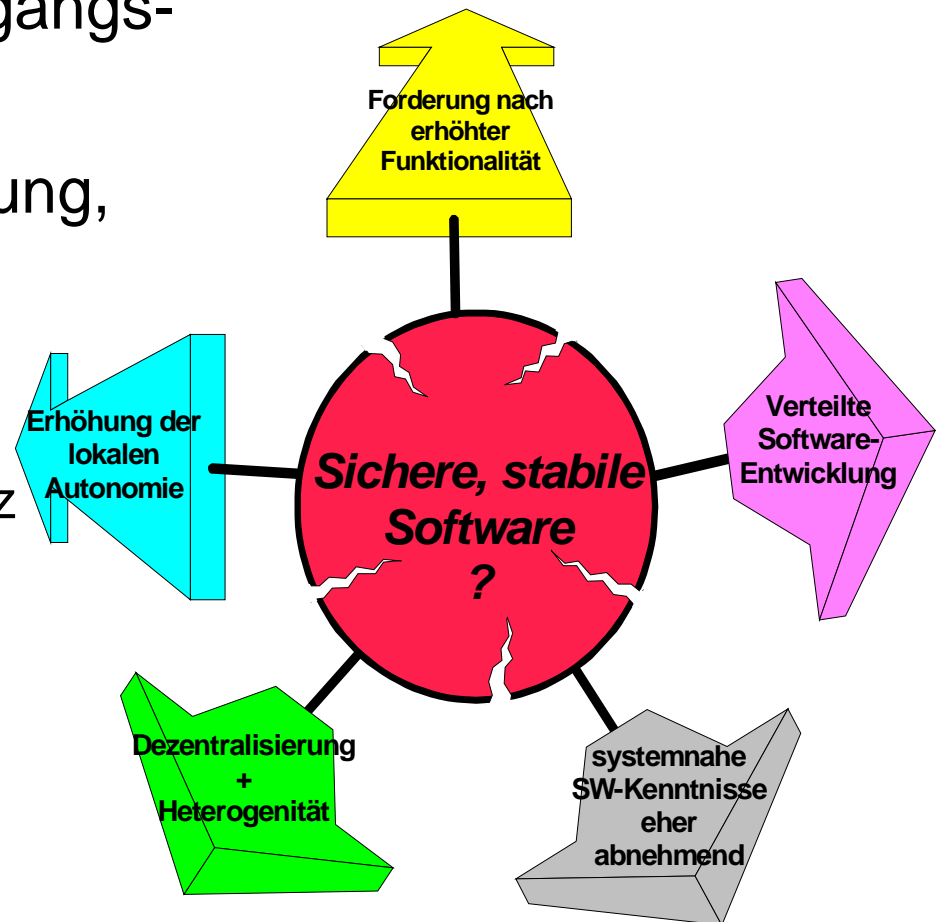 gangs-
ung,
z
Forderung nach
erhöhter
Funktionalität
Erhöhung der
lokalen
Autonomie
Verteilte
Software-
Entwicklung
Sichere, stabile
Software
?
Dezentralisierung
+
Heterogenität
systemnahe
SW-Kenntnisse
eher
abnehmend